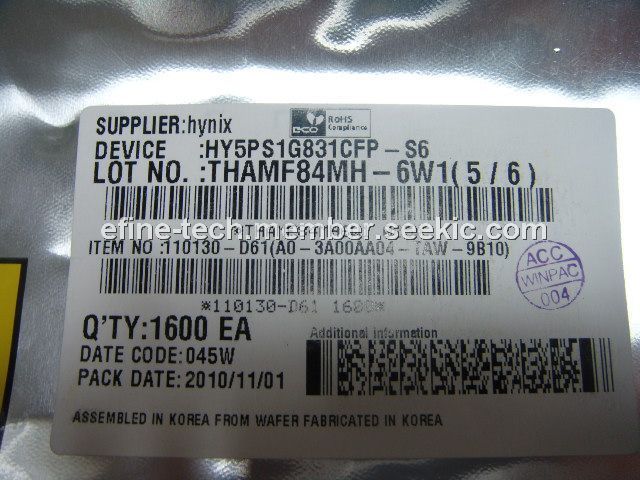 SUPPLIER:hynix
eco RoHS Compliance
DEVICE :HY5PS1G831CFP-S6
LOT NO. :THAMF84MH-6W1(5/6)
efine-tech.member.seekic.com
ITEM NO :110130-D61(A0-3A00AA04-TAW-9B10)
ACC
WINPAC
004
*110130-D61 1600*
Q'TY:1600 EA
Additional information
DATE CODE: 045W
PACK DATE: 2010/11/01
ASSEMBLED IN KOREA FROM WAFER FABRICATED IN KOREA